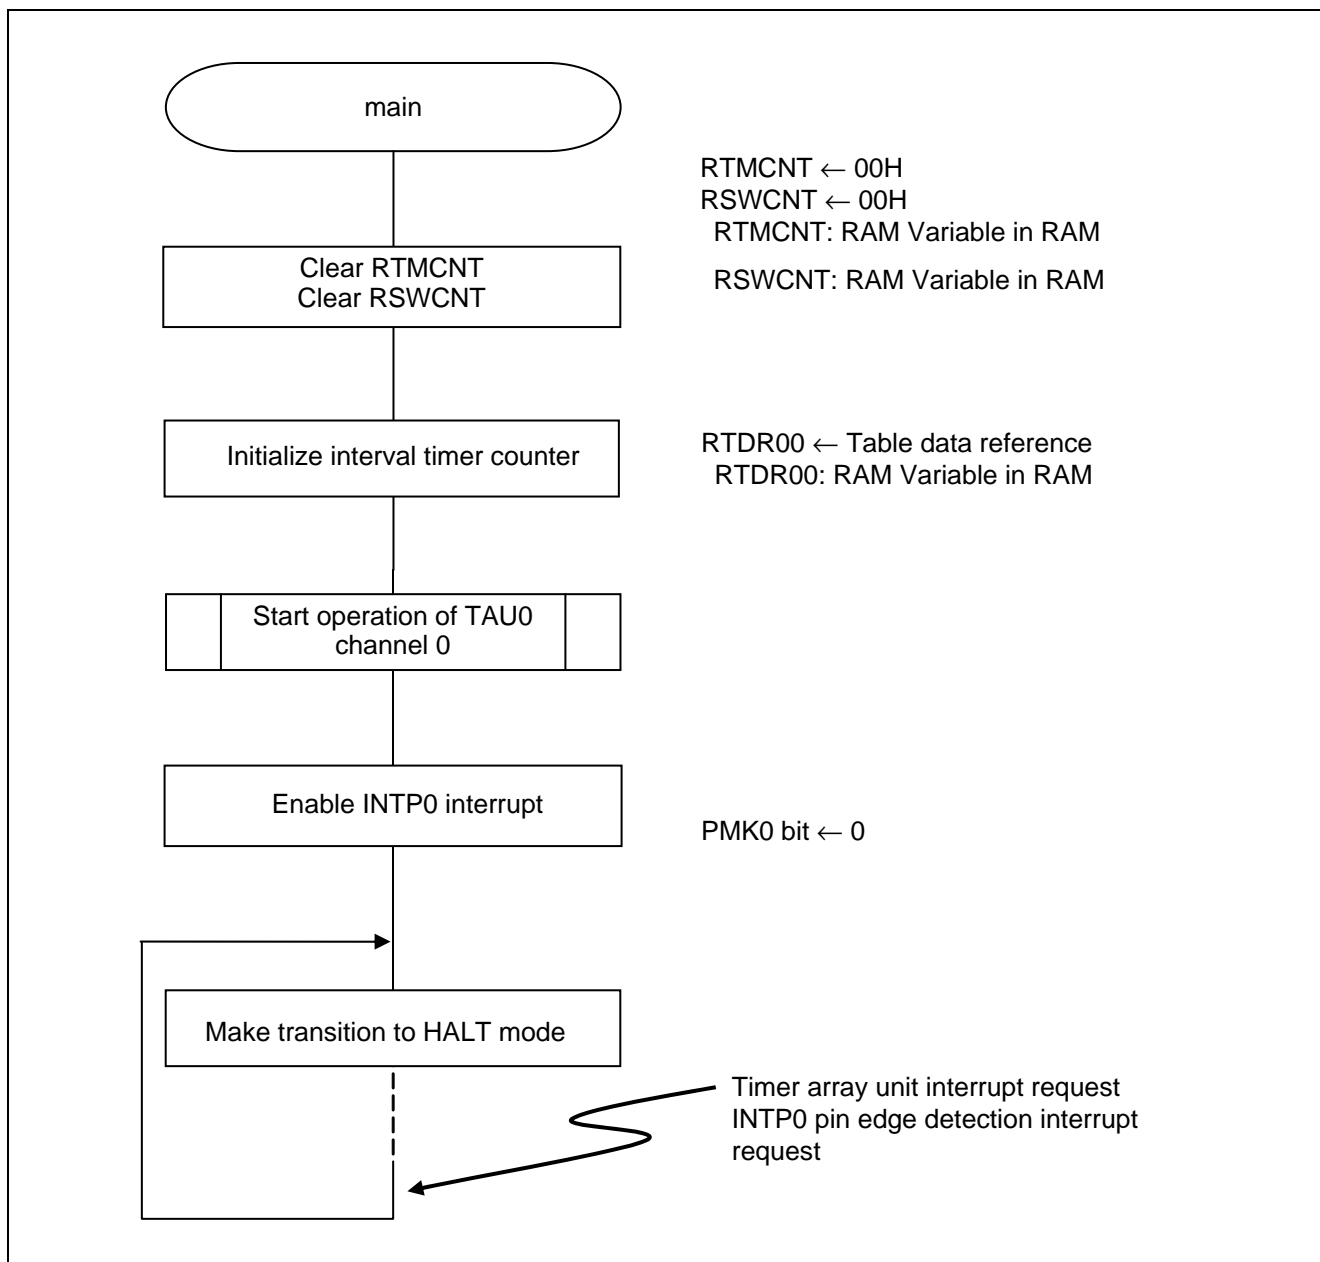 main
RTMCNT ← 00H
RSWCNT ← 00H
RTMCNT: RAM Variable in RAM
RSWCNT: RAM Variable in RAM
Clear RTMCNT
Clear RSWCNT
Initialize interval timer counter
RTDR00 ← Table data reference
RTDR00: RAM Variable in RAM
Start operation of TAU0
channel 0
Enable INTP0 interrupt
PMK0 bit ← 0
Make transition to HALT mode
Timer array unit interrupt request
INTP0 pin edge detection interrupt
request